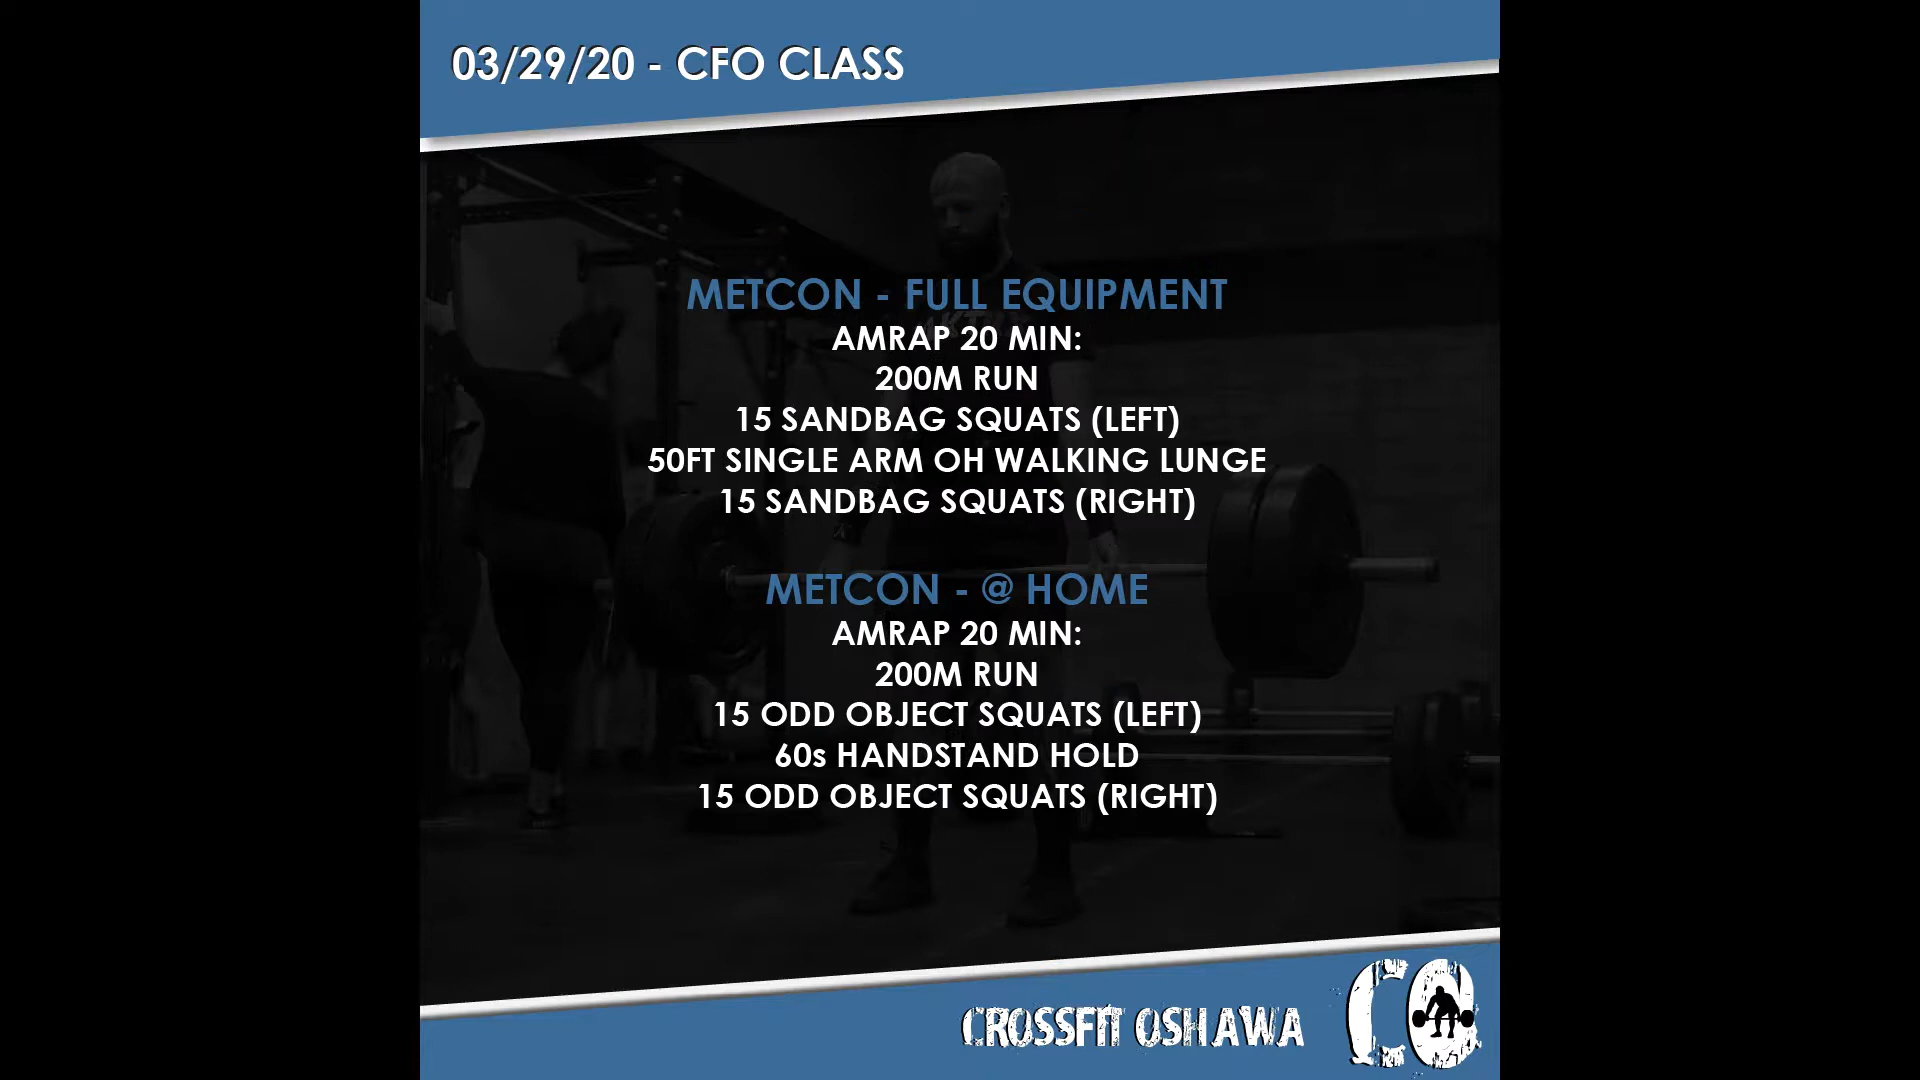 03/29/20 - CFO CLASS
METCON - FULL EQUIPMENT
AMRAP 20 MIN:
200M RUN
15 SANDBAG SQUATS (LEFT)
50FT SINGLE ARM OH WALKING LUNGE
15 SANDBAG SQUATS (RIGHT)
METCON - @ HOME
AMRAP 20 MIN:
200M RUN
15 ODD OBJECT SQUATS (LEFT)
60s HANDSTAND HOLD
15 ODD OBJECT SQUATS (RIGHT)
CROSSFIT OSHAWA
CO